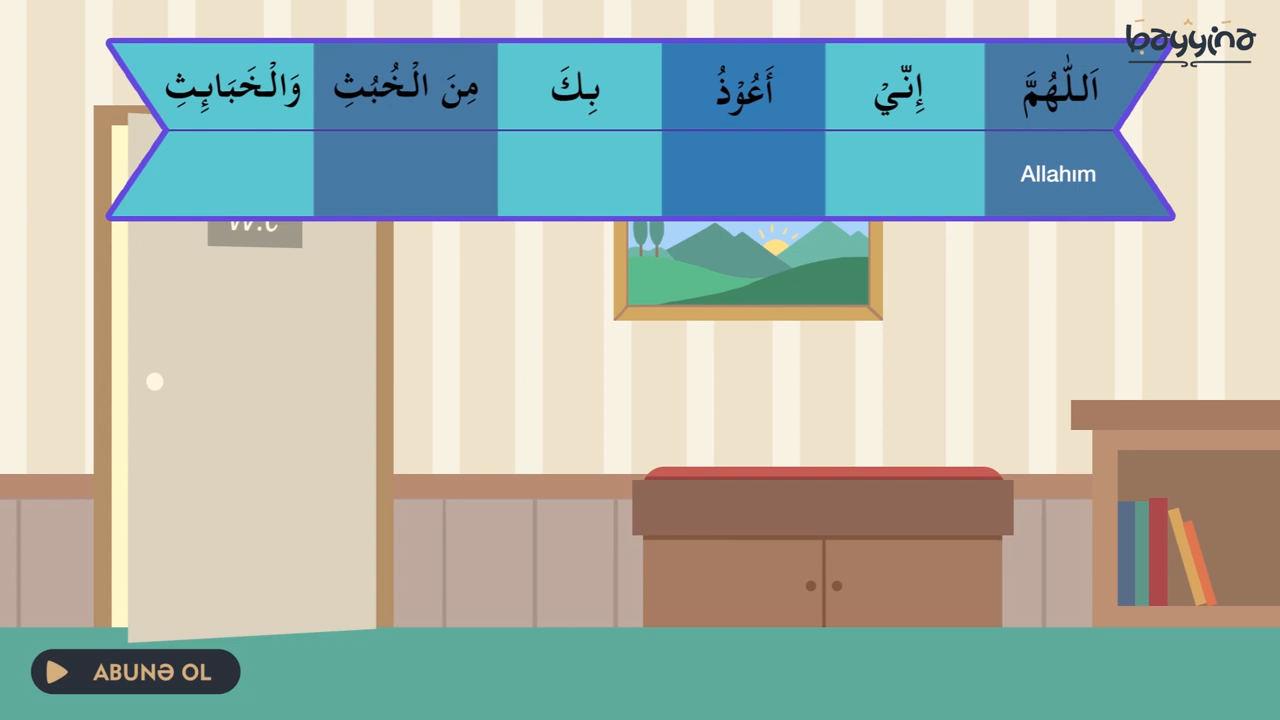 bayyina
اَللّٰهُمَّ إِنِّيْ أَعُوْذُ بِكَ مِنَ الْخُبُثِ وَالْخَبَائِثِ
Allahım
W.C
ABUNƏ OL